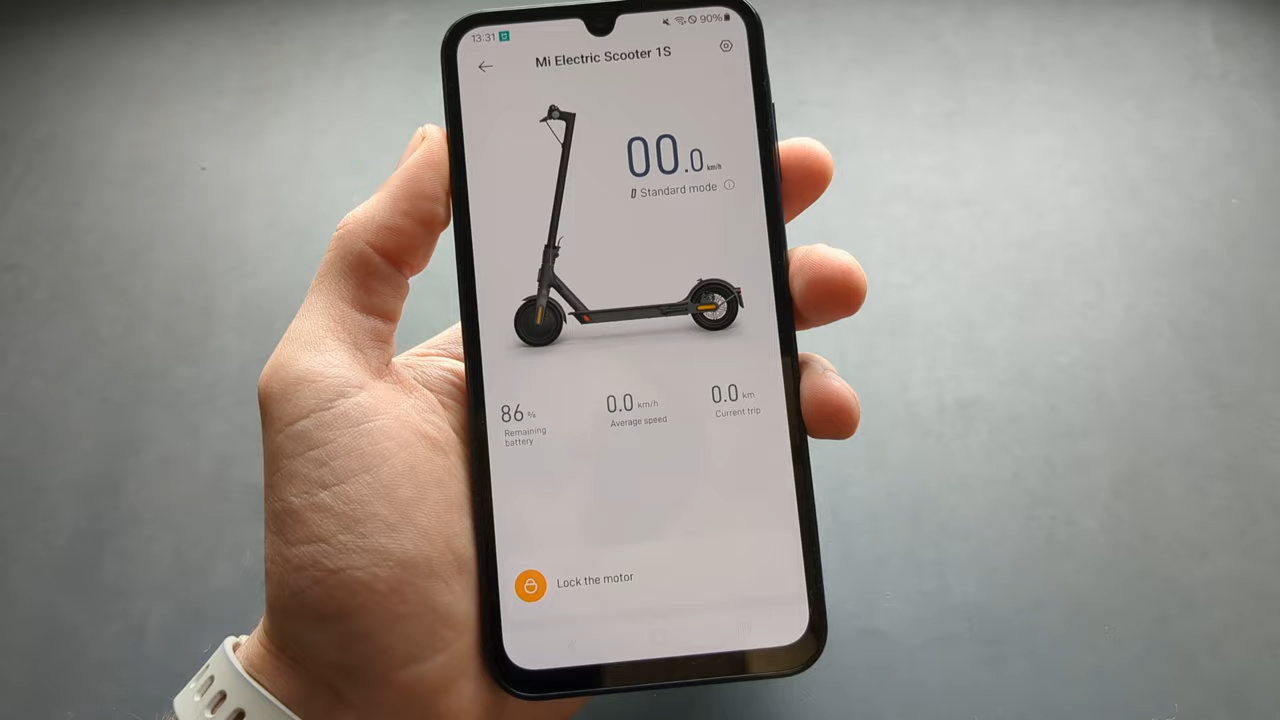 13:31 90%
Mi Electric Scooter 1S
00.0 km/h
D Standard mode
86 % 0.0 km/h 0.0 km
Remaining battery Average speed Current trip
Lock the motor